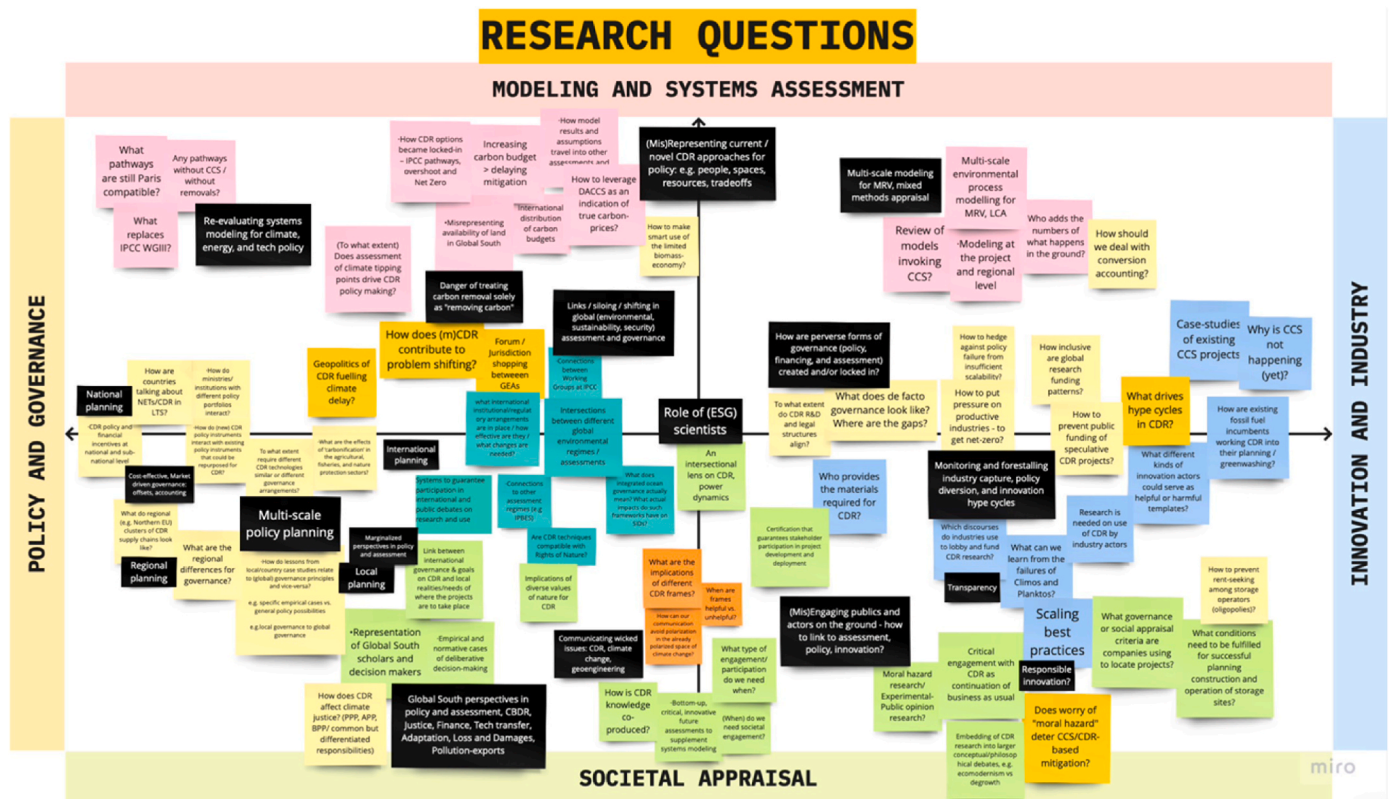 RESEARCH QUESTIONS
MODELING AND SYSTEMS ASSESSMENT
POLICY AND GOVERNANCE
INNOVATION AND INDUSTRY
What
pathways
are still Paris
compatible?
Any pathways
without CCS /
without
removals?
What
replaces
IPCC WGIII?
Re-evaluating systems
modeling for climate,
energy, and tech policy
(To what extent)
Does assessment
of climate tipping
points drive CDR
policy making?
·How CDR options
became locked-in
– IPCC pathways,
overshoot and
Net Zero
Increasing
carbon budget
> delaying
mitigation
·How model
results and
assumptions
travel into other
assessments and
How to leverage
DACCS as an
indication of
true carbon-
prices?
•Misrepresenting
availability of land
in Global South
International
distribution
of carbon
budgets
(Mis)Representing current /
novel CDR approaches for
policy: e.g. people, spaces,
resources, tradeoffs
How to make
smart use of
the limited
biomass-
economy?
Danger of treating
carbon removal solely
as "removing carbon"
Links / siloing / shifting in
global (environmental,
sustainability, security)
assessment and governance
Multi-scale modeling
for MRV, mixed
methods appraisal
Multi-scale
environmental
process
modelling for
MRV, LCA
Review of
models
invoking
CCS?
·Modeling at
the project
and regional
level
Who adds the
numbers of
what happens
in the ground?
How should
we deal with
conversion
accounting?
Case-studies
of existing
CCS projects
Why is CCS
not
happening
(yet)?
How does (m)CDR
contribute to
problem shifting?
Forum /
Jurisdiction
shopping
betweeen
GEAs
Geopolitics of
CDR fuelling
climate
delay?
Connections
between
Working
Groups at IPCC
How are perverse forms of
governance (policy,
financing, and assessment)
created and/or locked in?
How to hedge
against policy
failure from
insufficient
scalability?
How inclusive
are global
research
funding
patterns?
National
planning
How are
countries
talking about
NETs/CDR in
LTS?
·How do
ministries/
institutions with
different policy
portfolios
interact?
·CDR policy and
financial
incentives at
national and sub-
national level
How do (new) CDR
policy instruments
interact with existing
policy instruments
that could be
repurposed for
CDR?
Cost-effective, Market
driven governance:
offsets, accounting
To what extent
require different
CDR technologies
similar or different
governance
arrangements?
What are the effects
of 'carbonification' in
the agricultural,
fisheries, and nature
protection sectors?
International
planning
what international
institutional/regulat
ory arrangements
are in place / how
effective are they /
what changes are
needed?
Intersections
between different
global
environmental
regimes /
assessments
Role of (ESG)
scientists
An
intersectional
lens on CDR,
power
dynamics
To what extent
do CDR R&D
and legal
structures
align?
What does de facto
governance look like?
Where are the gaps?
How to put
pressure on
productive
industries -
to get net-zero?
How to
prevent public
funding of
speculative
CDR projects?
What drives
hype cycles
in CDR?
How are existing
fossil fuel
incumbents
working CDR into
their planning /
greenwashing?
What different
kinds of
innovation actors
could serve as
helpful or harmful
templates?
Monitoring and forestalling
industry capture, policy
diversion, and innovation
hype cycles
Who provides
the materials
required for
CDR?
Systems to guarantee
participation in
international and
public debates on
research and use
Connections
to other
assessment
regimes (e.g.
IPBES)
What does
integrated ocean
governance actually
mean? What actual
impacts do such
frameworks have on
SIDs?
Are CDR techniques
compatible with
Rights of Nature?
What do regional
(e.g. Northern EU)
clusters of CDR
supply chains look
like?
Multi-scale
policy planning
Regional
planning
What are the
regional
differences for
governance?
·How do lessons from
local/country case studies relate
to (global) governance principles
and vice-versa?
e.g. specific empirical cases vs.
general policy possibilities
e.g.local governance to global
governance
Marginalized
perspectives in policy
and assessment
Local
planning
Link between
international
governance & goals
on CDR and local
realities/needs of
where the projects
are to take place
Implications of
diverse values
of nature for
CDR
Certification that
guarantees stakeholder
participation in project
development and
deployment
Which discourses
do industries use
to lobby and fund
CDR research?
Transparency
What can we
learn from the
failures of
Climos and
Planktos?
Research is
needed on use
of CDR by
industry actors
How to prevent
rent-seeking
among storage
operators
(oligopolies)?
What are the
implications
of different
CDR frames?
When are
frames
helpful vs.
unhelpful?
How can our
communication
avoid polarization
in the already
polarized space of
climate change?
•Representation
of Global South
scholars and
decision makers
·Empirical and
normative cases
of deliberative
decision-making
Communicating wicked
issues: CDR, climate
change,
geoengineering
(Mis)Engaging publics and
actors on the ground - how
to link to assessment,
policy, innovation?
Scaling
best
practices
Responsible
innovation?
What governance
or social appraisal
criteria are
companies using
to locate projects?
What conditions
need to be fulfilled
for successful
planning
construction and
operation of storage
sites?
What type of
engagement/
participation
do we need
when?
How does CDR
affect climate
justice? (PPP, APP,
BPP/ common but
differentiated
responsibilities)
Global South perspectives in
policy and assessment, CBDR,
Justice, Finance, Tech transfer,
Adaptation, Loss and Damages,
Pollution-exports
How is CDR
knowledge
co-
produced?
·Bottom-up,
critical, innovative
future
assessments to
supplement
systems modeling
(When) do we
need societal
engagement?
Moral hazard
research/
Experimental-
Public opinion
research?
Critical
engagement with
CDR as
continuation of
business as usual
Embedding of CDR
research into larger
conceptual/philosop
hical debates, e.g.
ecomodernism vs
degrowth
Does worry of
"moral hazard"
deter CCS/CDR-
based
mitigation?
SOCIETAL APPRAISAL
miro